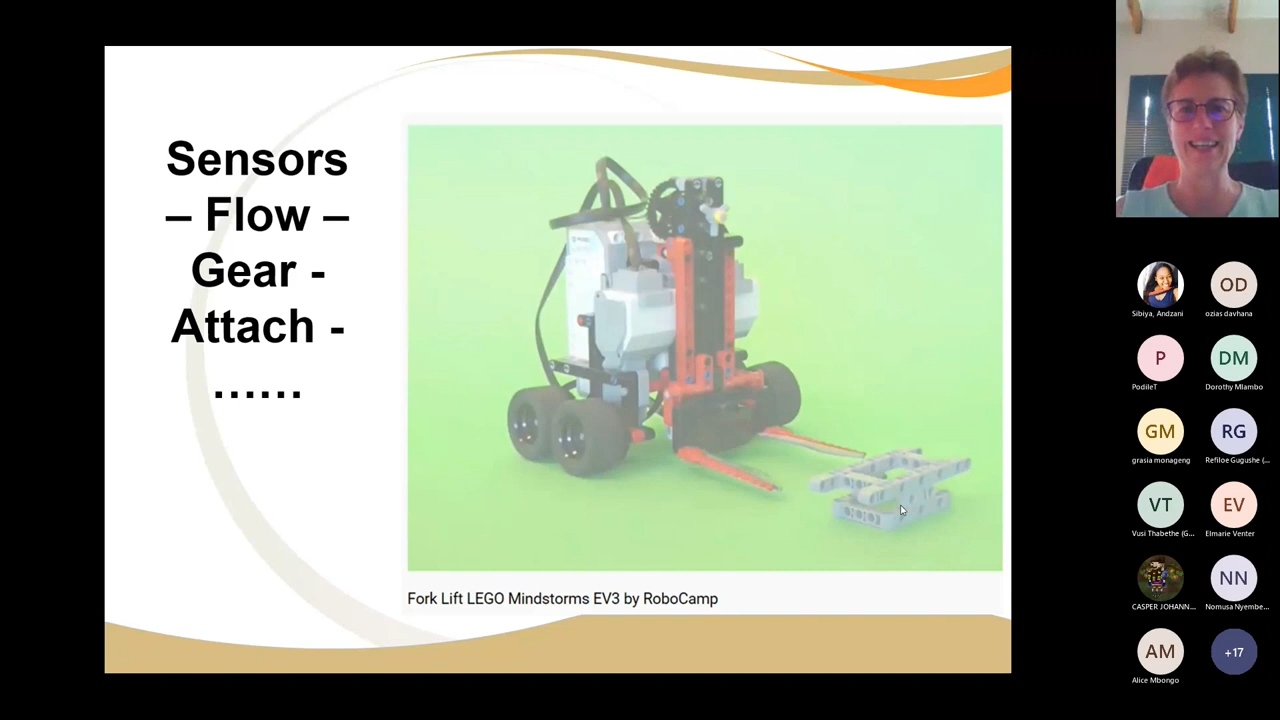 Sensors
– Flow –
Gear -
Attach -
......
Fork Lift LEGO Mindstorms EV3 by RoboCamp
Sibiya, Andzani
OD
ozias davhana
P
PodileT
DM
Dorothy Mlambo
GM
grasia monageng
RG
Refiloe Gugushe (...
VT
Vusi Thabethe (G...
EV
Elmarie Venter
CASPER JOHANN...
NN
Nomusa Nyembe...
AM
Alice Mbongo
+17